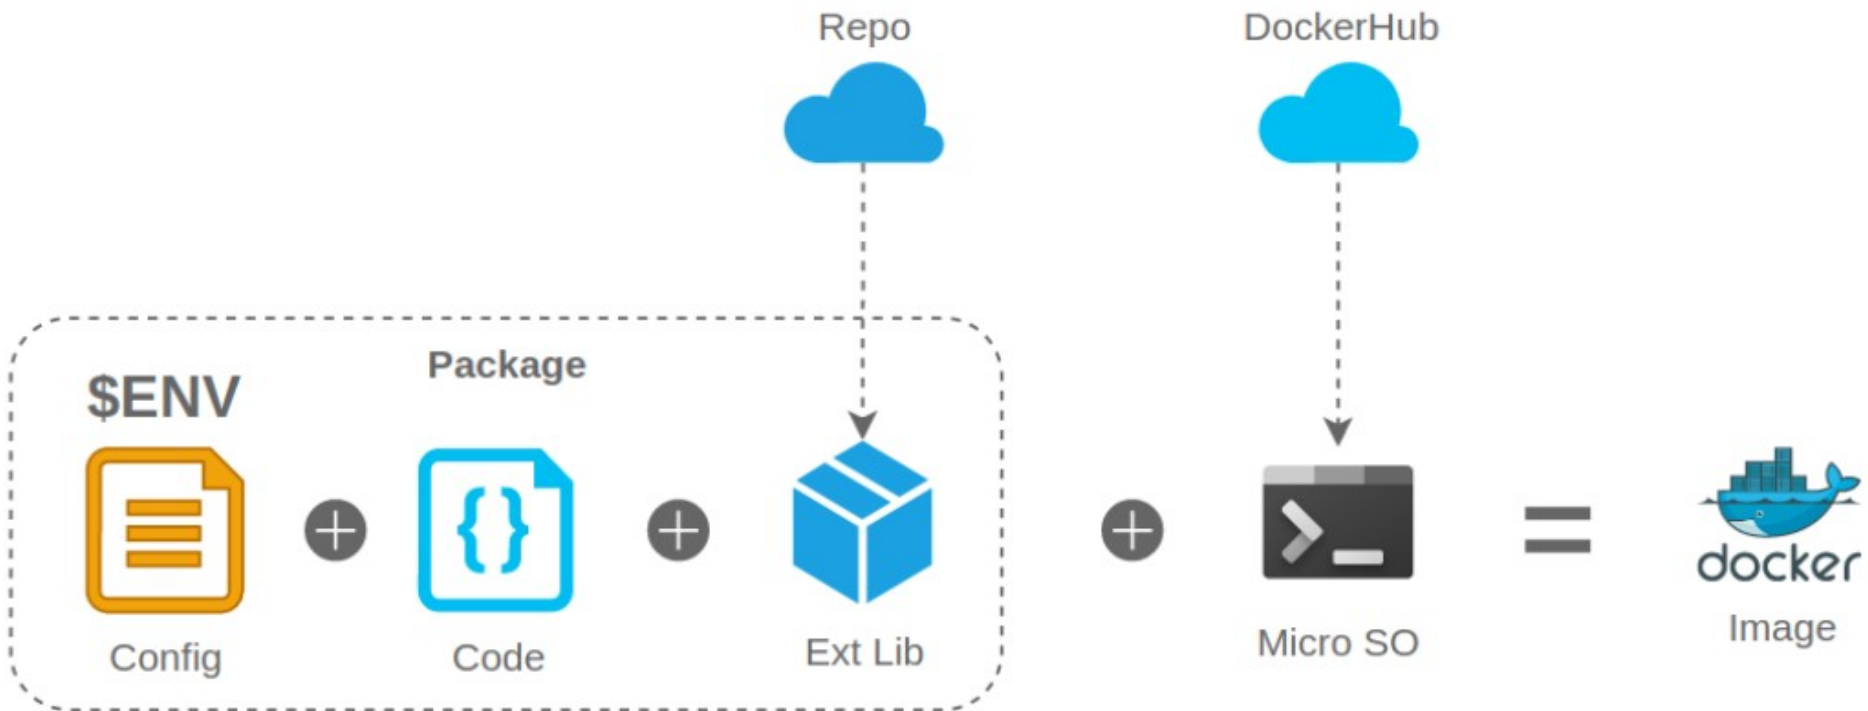 Repo
DockerHub
Package
$ENV
Config
Code
Ext Lib
Micro SO
docker
Image